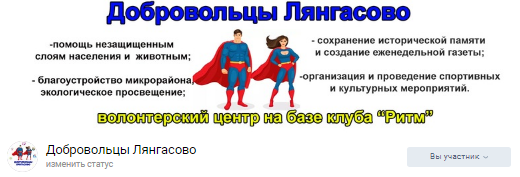 Добровольцы Лянгасово
-помощь незащищенным
слоям населения и животным;
- благоустройство микрорайона,
экологическое просвещение;
- сохранение исторической памяти
и создание еженедельной газеты;
-организация и проведение спортивных
и культурных мероприятий.
волонтерский центр на базе клуба “Ритм”
Добровольцы Лянгасово
изменить статус
Вы участник